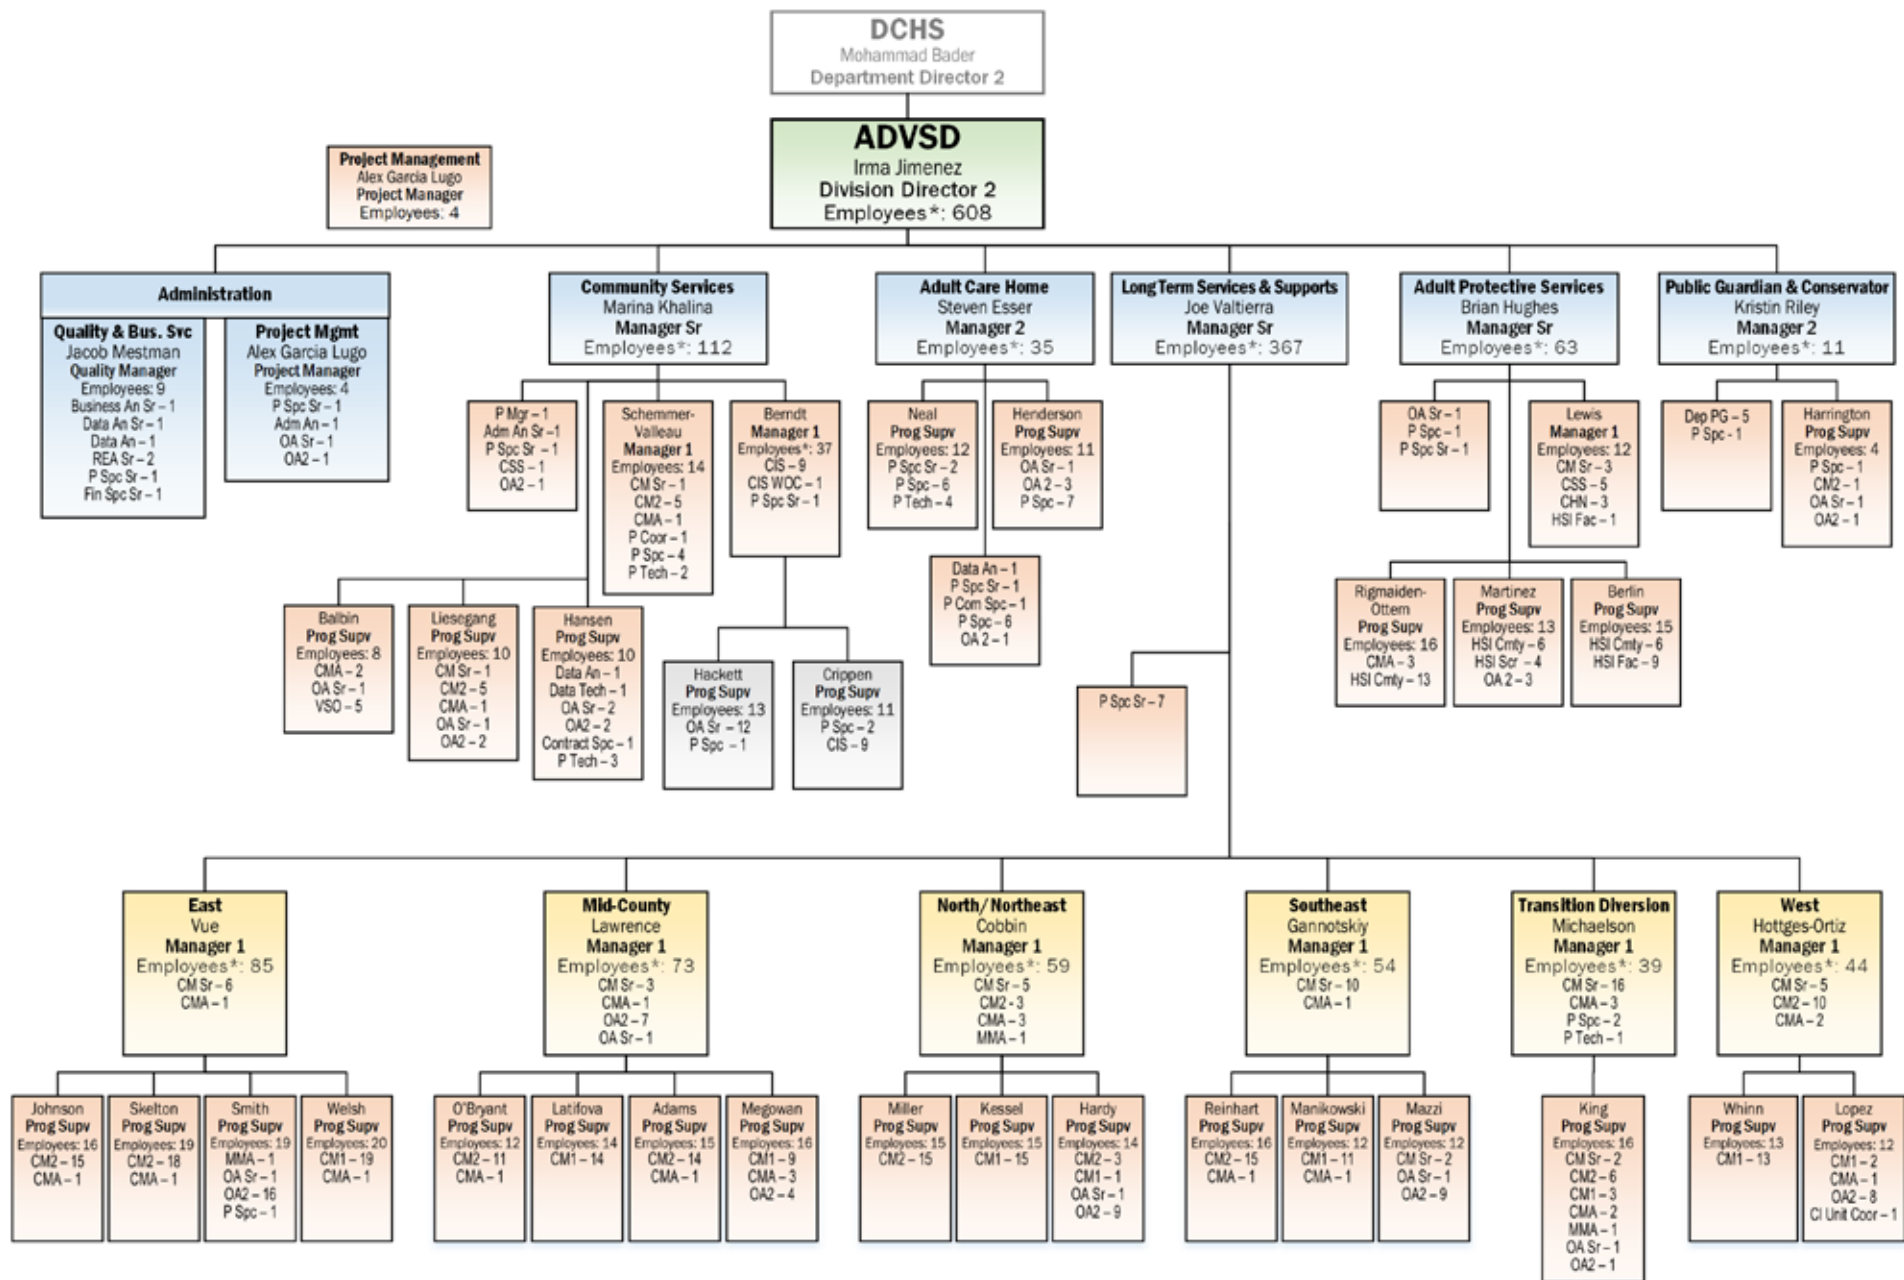 DCHS
Mohammad Bader
Department Director 2
ADVSD
Irma Jimenez
Division Director 2
Employees*: 608
Project Management
Alex Garcia Lugo
Project Manager
Employees: 4
Administration
Quality & Bus. Svc
Jacob Mestman
Quality Manager
Employees: 9
Business An Sr – 1
Data An Sr – 1
Data An – 1
REA Sr – 2
P Spc Sr – 1
Fin Spc Sr – 1
Project Mgmt
Alex Garcia Lugo
Project Manager
Employees: 4
P Spc Sr – 1
Adm An – 1
OA Sr – 1
OA2 – 1
Community Services
Marina Khalina
Manager Sr
Employees*: 112
Adult Care Home
Steven Esser
Manager 2
Employees*: 35
Long Term Services & Supports
Joe Valtierra
Manager Sr
Employees*: 367
Adult Protective Services
Brian Hughes
Manager Sr
Employees*: 63
Public Guardian & Conservator
Kristin Riley
Manager 2
Employees*: 11
P Mgr – 1
Adm An Sr –1
P Spc Sr – 1
CSS – 1
OA2 – 1
Schemmer-
Valleau
Manager 1
Employees: 14
CM Sr – 1
CM2 – 5
CMA – 1
P Coor – 1
P Spc – 4
P Tech – 2
Berndt
Manager 1
Employees*: 37
CIS – 9
CIS WOC – 1
P Spc Sr – 1
Neal
Prog Supv
Employees: 12
P Spc Sr – 2
P Spc – 6
P Tech – 4
Henderson
Prog Supv
Employees: 11
OA Sr – 1
OA 2 – 3
P Spc – 7
OA Sr – 1
P Spc – 1
P Spc Sr – 1
Lewis
Manager 1
Employees: 12
CM Sr – 3
CSS – 5
CHN – 3
HSI Fac – 1
Dep PG – 5
P Spc - 1
Harrington
Prog Supv
Employees: 4
P Spc – 1
CM2 – 1
OA Sr – 1
OA2 – 1
Data An – 1
P Spc Sr – 1
P Com Spc – 1
P Spc – 6
OA 2 – 1
Balbin
Prog Supv
Employees: 8
CMA – 2
OA Sr – 1
VSO – 5
Liesegang
Prog Supv
Employees: 10
CM Sr – 1
CM2 – 5
CMA – 1
OA Sr – 1
OA2 – 2
Hansen
Prog Supv
Employees: 10
Data An – 1
Data Tech – 1
OA Sr – 2
OA2 – 2
Contract Spc – 1
P Tech – 3
Hackett
Prog Supv
Employees: 13
OA Sr – 12
P Spc – 1
Crippen
Prog Supv
Employees: 11
P Spc – 2
CIS – 9
P Spc Sr – 7
Rigmaiden-
Ottem
Prog Supv
Employees: 16
CMA – 3
HSI Cmty – 13
Martinez
Prog Supv
Employees: 13
HSI Cmty – 6
HSI Scr – 4
OA 2 – 3
Berlin
Prog Supv
Employees: 15
HSI Cmty – 6
HSI Fac – 9
East
Vue
Manager 1
Employees*: 85
CM Sr – 6
CMA – 1
Mid-County
Lawrence
Manager 1
Employees*: 73
CM Sr – 3
CMA – 1
OA2 – 7
OA Sr – 1
North/ Northeast
Cobbin
Manager 1
Employees*: 59
CM Sr – 5
CM2 - 3
CMA – 3
MMA – 1
Southeast
Gannotskiy
Manager 1
Employees*: 54
CM Sr – 10
CMA – 1
Transition Diversion
Michaelson
Manager 1
Employees*: 39
CM Sr – 16
CMA – 3
P Spc – 2
P Tech – 1
West
Hottges-Ortiz
Manager 1
Employees*: 44
CM Sr – 5
CM2 – 10
CMA – 2
Johnson
Prog Supv
Employees: 16
CM2 – 15
CMA – 1
Skelton
Prog Supv
Employees: 19
CM2 – 18
CMA – 1
Smith
Prog Supv
Employees: 19
MMA – 1
OA Sr – 1
OA2 – 16
P Spc – 1
Welsh
Prog Supv
Employees: 20
CM1 – 19
CMA – 1
O'Bryant
Prog Supv
Employees: 12
CM2 – 11
CMA – 1
Latifova
Prog Supv
Employees: 14
CM1 – 14
Adams
Prog Supv
Employees: 15
CM2 – 14
CMA – 1
Megowan
Prog Supv
Employees: 16
CM1 – 9
CMA – 3
OA2 – 4
Miller
Prog Supv
Employees: 15
CM2 – 15
Kessel
Prog Supv
Employees: 15
CM1 – 15
Hardy
Prog Supv
Employees: 14
CM2 – 3
CM1 – 1
OA Sr – 1
OA2 – 9
Reinhart
Prog Supv
Employees: 16
CM2 – 15
CMA – 1
Manikowski
Prog Supv
Employees: 12
CM1 – 11
CMA – 1
Mazzi
Prog Supv
Employees: 12
CM Sr – 2
OA Sr – 1
OA2 – 9
King
Prog Supv
Employees: 16
CM Sr – 2
CM2 – 6
CM1 – 3
CMA – 2
MMA – 1
OA Sr – 1
OA2 – 1
Whinn
Prog Supv
Employees: 13
CM1 – 13
Lopez
Prog Supv
Employees: 12
CM1 – 2
CMA – 1
OA2 – 8
CI Unit Coor – 1